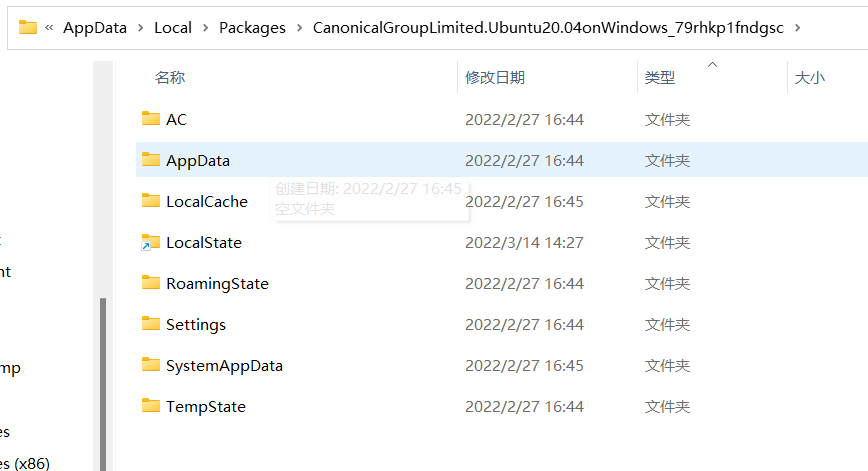 « AppData > Local > Packages > CanonicalGroupLimited.Ubuntu20.04onWindows_79rhkp1fndgsc >
名称 修改日期 类型 大小
AC 2022/2/27 16:44 文件夹
AppData 2022/2/27 16:44 文件夹
创建日期: 2022/2/27 16:45
空文件夹
LocalCache 2022/2/27 16:45 文件夹
LocalState 2022/3/14 14:27 文件夹
nt
RoamingState 2022/2/27 16:44 文件夹
Settings 2022/2/27 16:44 文件夹
mp
SystemAppData 2022/2/27 16:45 文件夹
TempState 2022/2/27 16:44 文件夹
es
es (x86)